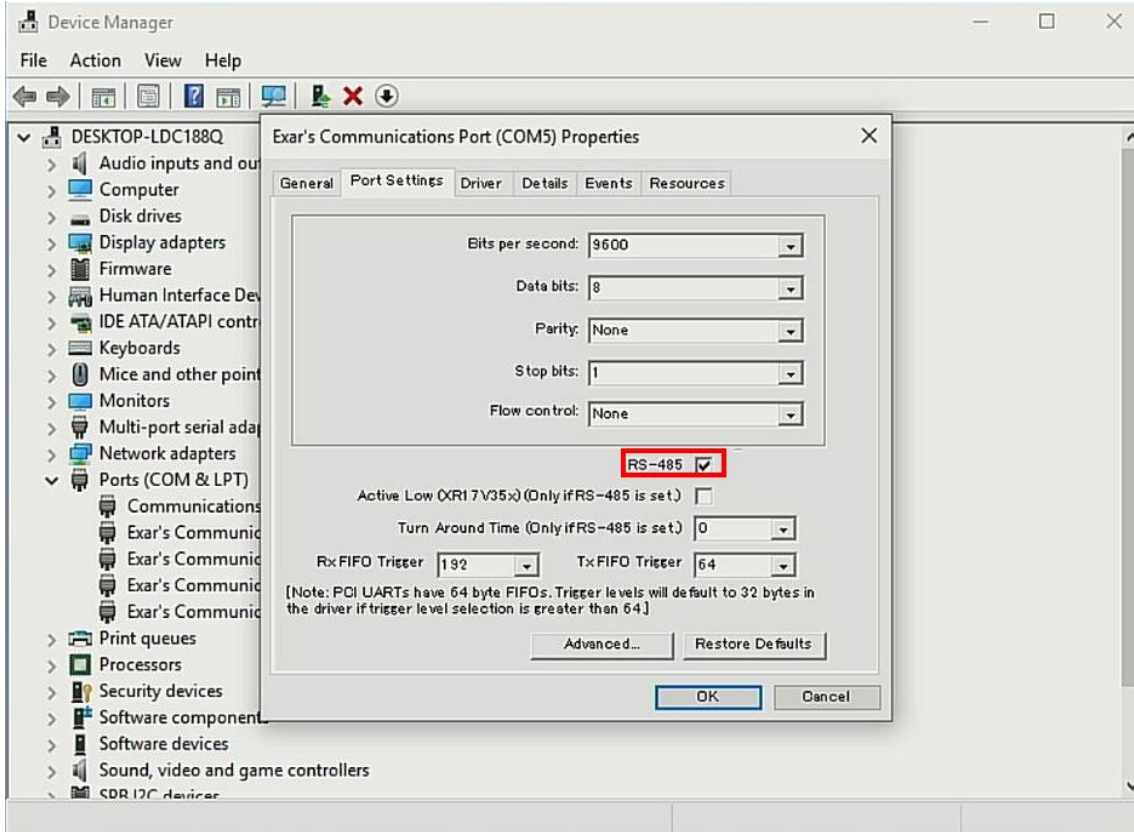 Device Manager
File Action View Help
DESKTOP-LDC188Q
Audio inputs and ou
Computer
Disk drives
Display adapters
Firmware
Human Interface Dev
IDE ATA/ATAPI contr
Keyboards
Mice and other point
Monitors
Multi-port serial adap
Network adapters
Ports (COM & LPT)
Communications
Exar's Communic
Exar's Communic
Exar's Communic
Exar's Communic
Print queues
Processors
Security devices
Software component
Software devices
Sound, video and game controllers
SPB I2C devices
Exar's Communications Port (COM5) Properties
General Port Settings Driver Details Events Resources
Bits per second: 9600
Data bits: 8
Parity: None
Stop bits: 1
Flow control: None
RS-485
Active Low (XR17V35x)(Only if RS-485 is set.)
Turn Around Time (Only if RS-485 is set.) 0
Rx FIFO Trigger 192 Tx FIFO Trigger 64
[Note: PCI UARTs have 64 byte FIFOs. Trigger levels will default to 32 bytes in
the driver if trigger level selection is greater than 64.]
Advanced... Restore Defaults
OK Cancel